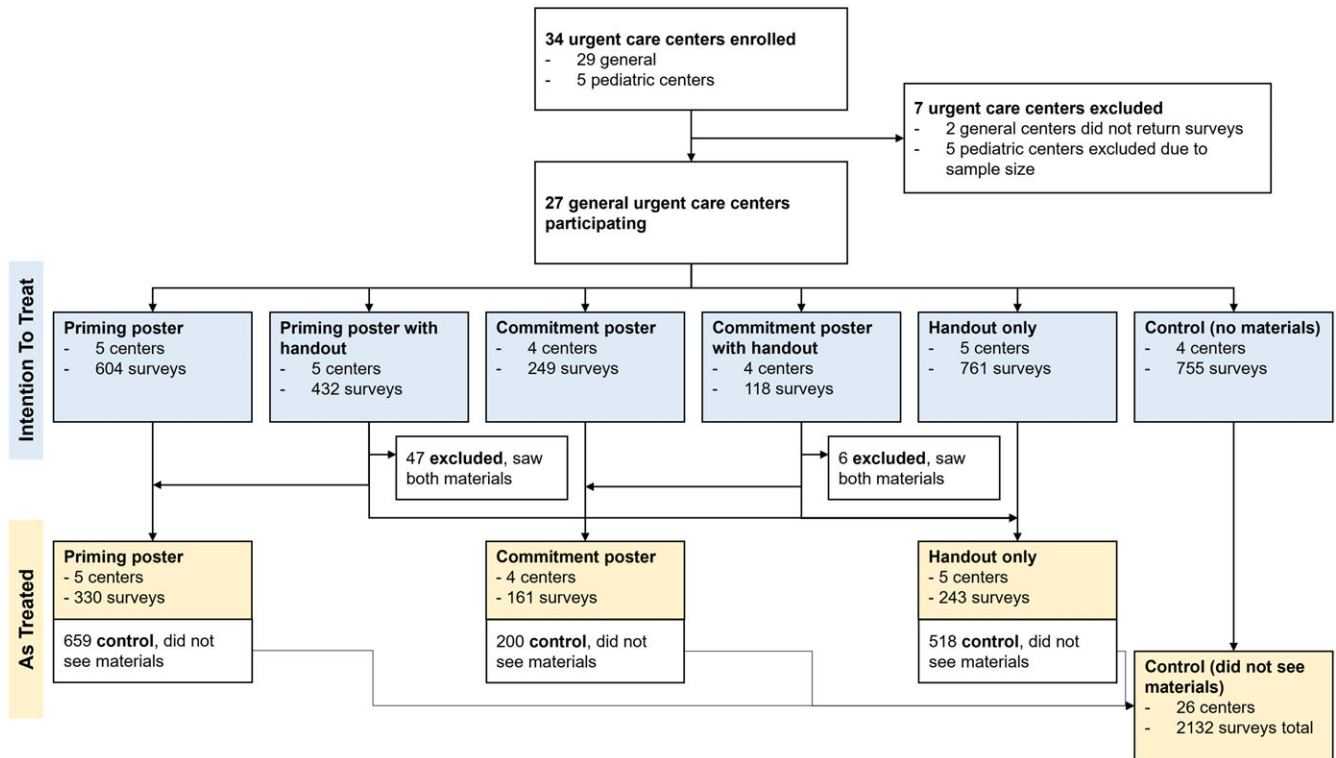 34 urgent care centers enrolled
- 29 general
- 5 pediatric centers
7 urgent care centers excluded
- 2 general centers did not return surveys
- 5 pediatric centers excluded due to
sample size
27 general urgent care centers
participating
Intention To Treat
Priming poster
- 5 centers
- 604 surveys
Priming poster with
handout
- 5 centers
- 432 surveys
Commitment poster
- 4 centers
- 249 surveys
Commitment poster
with handout
- 4 centers
- 118 surveys
Handout only
- 5 centers
- 761 surveys
Control (no materials)
- 4 centers
- 755 surveys
47 excluded, saw
both materials
6 excluded, saw
both materials
As Treated
Priming poster
- 5 centers
- 330 surveys
659 control, did not
see materials
Commitment poster
- 4 centers
- 161 surveys
200 control, did not
see materials
Handout only
- 5 centers
- 243 surveys
518 control, did not
see materials
Control (did not see
materials)
- 26 centers
- 2132 surveys total